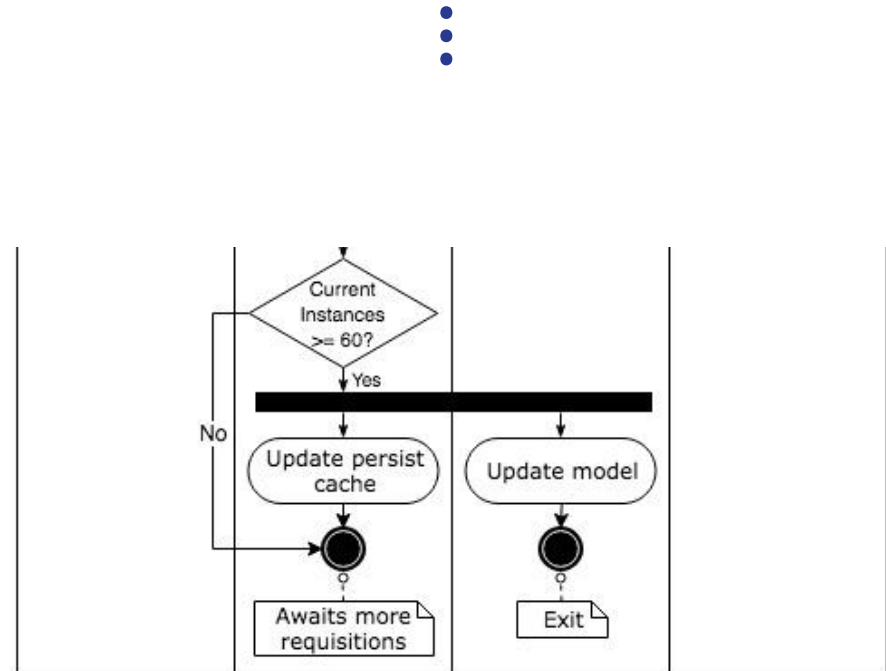 Current
Instances
>= 60?
Yes
No
Update persist
cache
Update model
Awaits more
requisitions
Exit